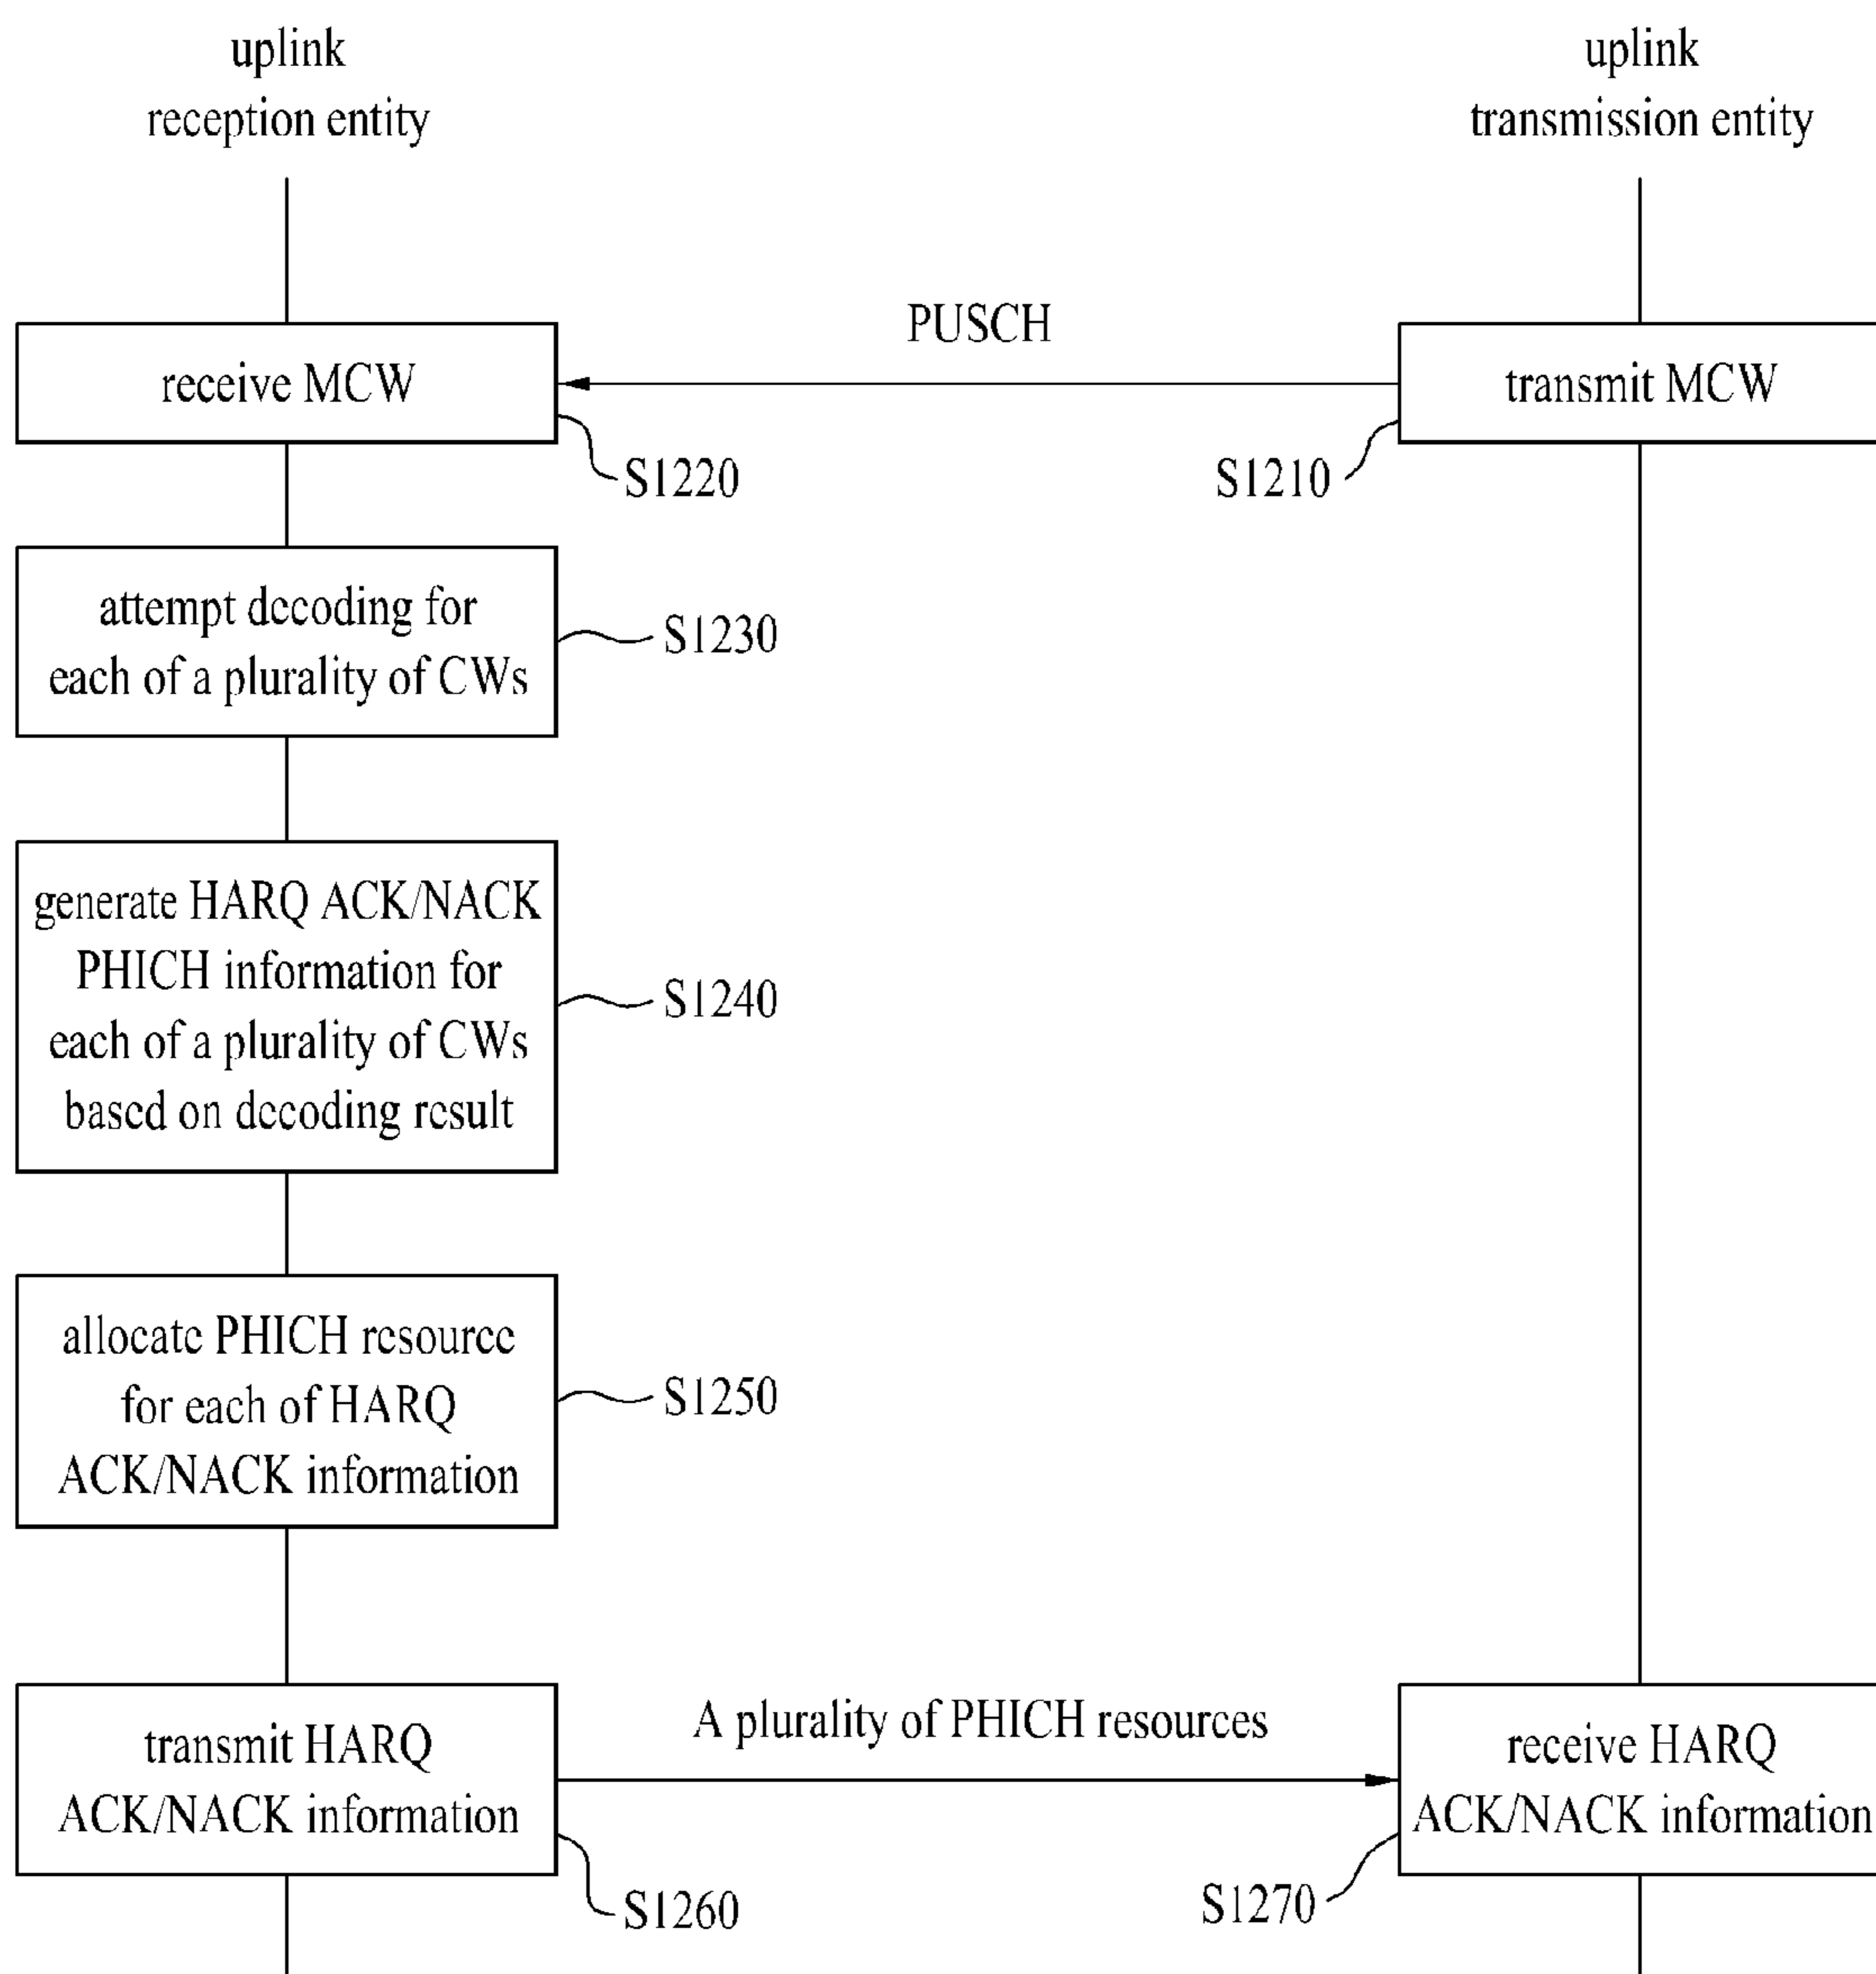 uplink
reception entity
uplink
transmission entity
PUSCH
receive MCW
transmit MCW
S1220
S1210
attempt decoding for
each of a plurality of CWs
S1230
generate HARQ ACK/NACK
PHICH information for
each of a plurality of CWs
based on decoding result
S1240
allocate PHICH resource
for each of HARQ
ACK/NACK information
S1250
transmit HARQ
ACK/NACK information
A plurality of PHICH resources
receive HARQ
ACK/NACK information
S1260
S1270